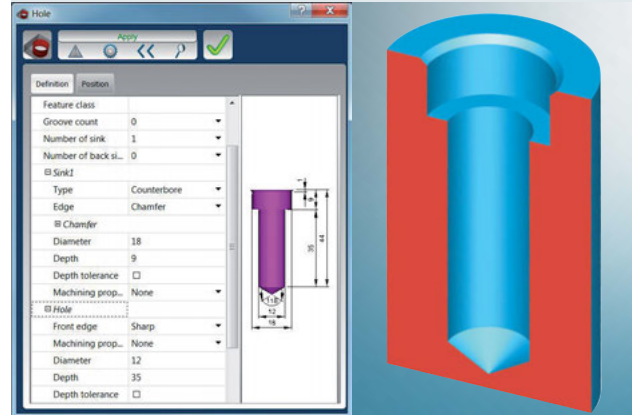 Hole
Apply
Definition Position
Feature class
Groove count 0
Number of sink 1
Number of back si... 0
Sink1
Type Counterbore
Edge Chamfer
Chamfer
Diameter 18
Depth 9
Depth tolerance
Machining prop... None
Hole
Front edge Sharp
Machining prop... None
Diameter 12
Depth 35
Depth tolerance
1
9
35
44
12
18